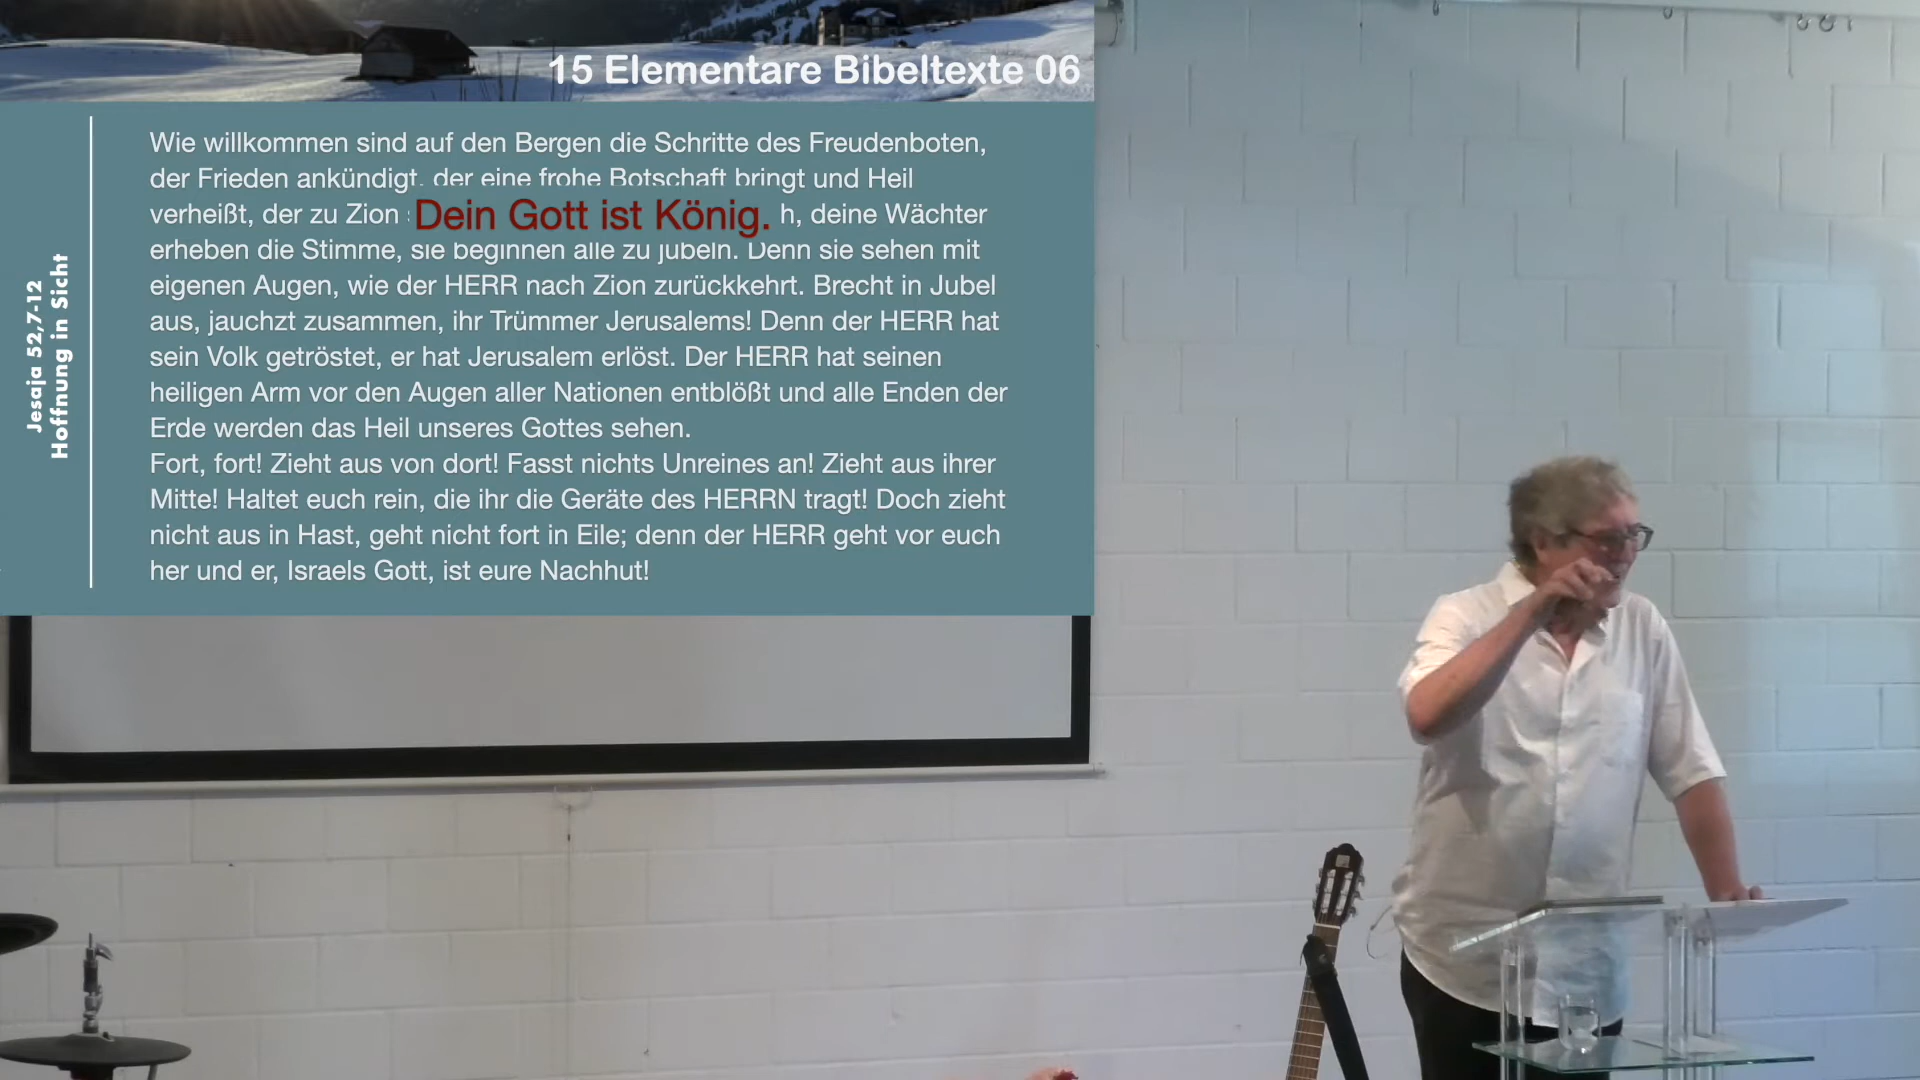 15 Elementare Bibeltexte 06
Jesaja 52,7-12
Hoffnung in Sicht
Wie willkommen sind auf den Bergen die Schritte des Freudenboten,
der Frieden ankündigt, der eine frohe Botschaft bringt und Heil
verheißt, der zu Zion Dein Gott ist König. h, deine Wächter
erheben die Stimme, sie beginnen alle zu jubeln. Denn sie sehen mit
eigenen Augen, wie der HERR nach Zion zurückkehrt. Brecht in Jubel
aus, jauchzt zusammen, ihr Trümmer Jerusalems! Denn der HERR hat
sein Volk getröstet, er hat Jerusalem erlöst. Der HERR hat seinen
heiligen Arm vor den Augen aller Nationen entblößt und alle Enden der
Erde werden das Heil unseres Gottes sehen.
Fort, fort! Zieht aus von dort! Fasst nichts Unreines an! Zieht aus ihrer
Mitte! Haltet euch rein, die ihr die Geräte des HERRN tragt! Doch zieht
nicht aus in Hast, geht nicht fort in Eile; denn der HERR geht vor euch
her und er, Israels Gott, ist eure Nachhut!